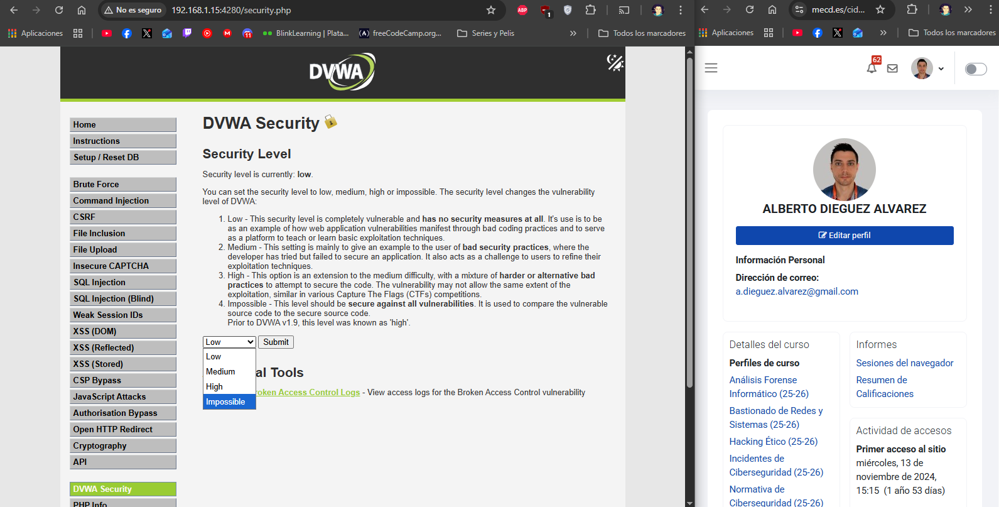 No es seguro
192.168.1.15:4280/security.php
ABP
1
Aplicaciones
11
BlinkLearning | Plata...
freeCodeCamp.org...
Series y Pelis
»
Todos los marcadores
DVWA
Home
Instructions
Setup / Reset DB
Brute Force
Command Injection
CSRF
File Inclusion
File Upload
Insecure CAPTCHA
SQL Injection
SQL Injection (Blind)
Weak Session IDs
XSS (DOM)
XSS (Reflected)
XSS (Stored)
CSP Bypass
JavaScript Attacks
Authorisation Bypass
Open HTTP Redirect
Cryptography
API
DVWA Security
PHP Info
DVWA Security
Security Level
Security level is currently: low.
You can set the security level to low, medium, high or impossible. The security level changes the vulnerability
level of DVWA:
1. Low - This security level is completely vulnerable and has no security measures at all. It's use is to be
as an example of how web application vulnerabilities manifest through bad coding practices and to serve
as a platform to teach or learn basic exploitation techniques.
2. Medium - This setting is mainly to give an example to the user of bad security practices, where the
developer has tried but failed to secure an application. It also acts as a challenge to users to refine their
exploitation techniques.
3. High - This option is an extension to the medium difficulty, with a mixture of harder or alternative bad
practices to attempt to secure the code. The vulnerability may not allow the same extent of the
exploitation, similar in various Capture The Flags (CTFs) competitions.
4. Impossible - This level should be secure against all vulnerabilities. It is used to compare the vulnerable
source code to the secure source code.
Prior to DVWA v1.9, this level was known as 'high'.
Low
Submit
Low
Medium
High
Impossible
al Tools
roken Access Control Logs - View access logs for the Broken Access Control vulnerability
mecd.es/cid...
»
Aplicaciones
»
Todos los marcadores
62
ALBERTO DIEGUEZ ALVAREZ
Editar perfil
Información Personal
Dirección de correo:
a.dieguez.alvarez@gmail.com
Detalles del curso
Perfiles de curso
Análisis Forense
Informático (25-26)
Bastionado de Redes y
Sistemas (25-26)
Hacking Ético (25-26)
Incidentes de
Ciberseguridad (25-26)
Normativa de
Ciberseguridad (25-26)
Informes
Sesiones del navegador
Resumen de
Calificaciones
Actividad de accesos
Primer acceso al sitio
miércoles, 13 de
noviembre de 2024,
15:15 (1 año 53 días)